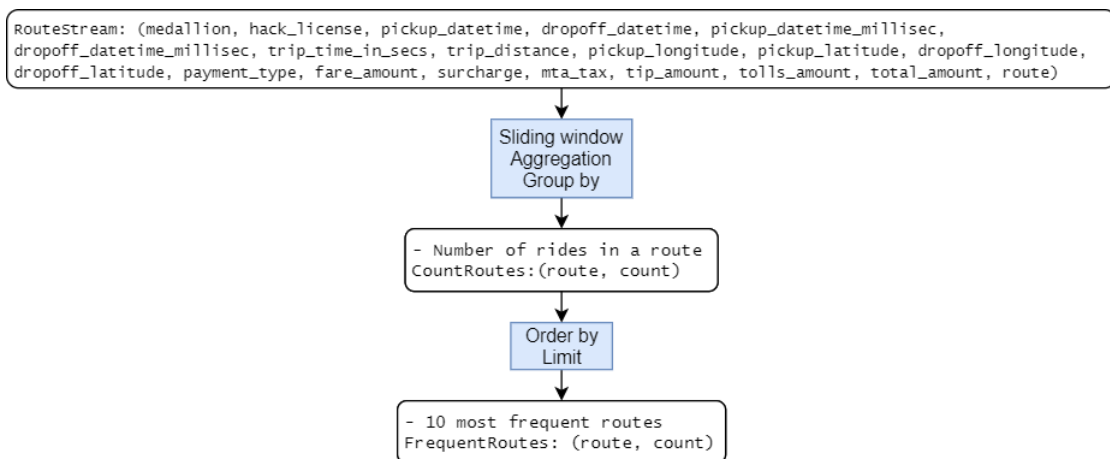 RouteStream: (medallion, hack_license, pickup_datetime, dropoff_datetime, pickup_datetime_millisec,
dropoff_datetime_millisec, trip_time_in_secs, trip_distance, pickup_longitude, pickup_latitude, dropoff_longitude,
dropoff_latitude, payment_type, fare_amount, surcharge, mta_tax, tip_amount, tolls_amount, total_amount, route)
Sliding window
Aggregation
Group by
- Number of rides in a route
CountRoutes:(route, count)
Order by
Limit
- 10 most frequent routes
FrequentRoutes: (route, count)